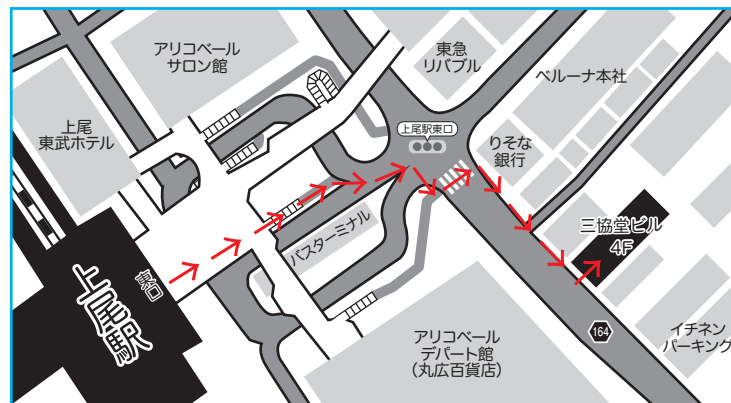 アリコベール
サロン館
東急
リバブル
ベルーナ本社
上尾
東武ホテル
上尾駅東口
りそな
銀行
三協堂ビル
4F
バスターミナル
東口
上尾駅
164
アリコベール
デパート館
(丸広百貨店)
イチネン
パーキング